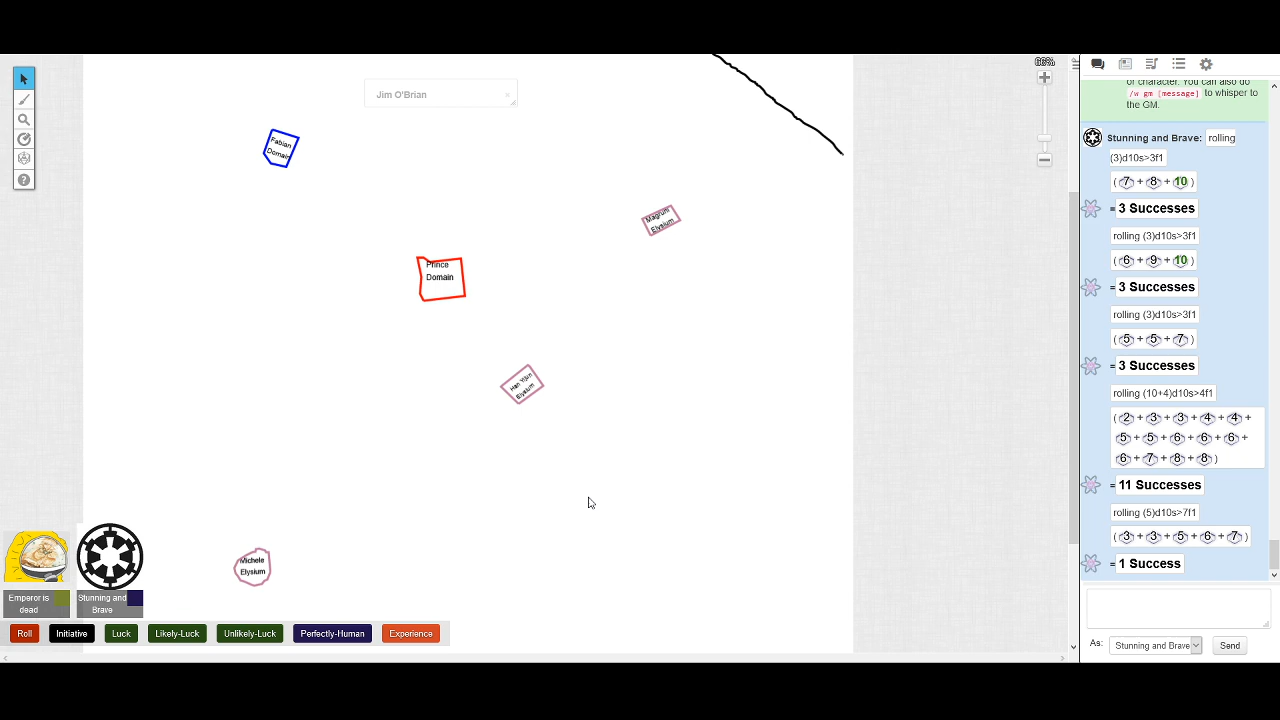 of character. You can also do
/w gm [message] to whisper to
the GM.
66%
Jim O'Brian
×
Stunning and Brave: rolling
(3)d10s>3f1
(7+8+10)
= 3 Successes
rolling (3)d10s>3f1
(6+9+10)
= 3 Successes
rolling (3)d10s>3f1
(5+5+7)
= 3 Successes
rolling (10+4)d10s>4f1
(2+3+3+4+4+
5+5+6+6+6+
6+7+8+8)
= 11 Successes
rolling (5)d10s>7f1
(3+3+5+6+7)
= 1 Success
Fabian
Domain
Magrum
Elysium
Prince
Domain
Elysium
Michele
Elysium
Emperor is
dead
Stunning and
Brave
Roll
Initiative
Luck
Likely-Luck
Unlikely-Luck
Perfectly-Human
Experience
As:
Stunning and Brave
Send